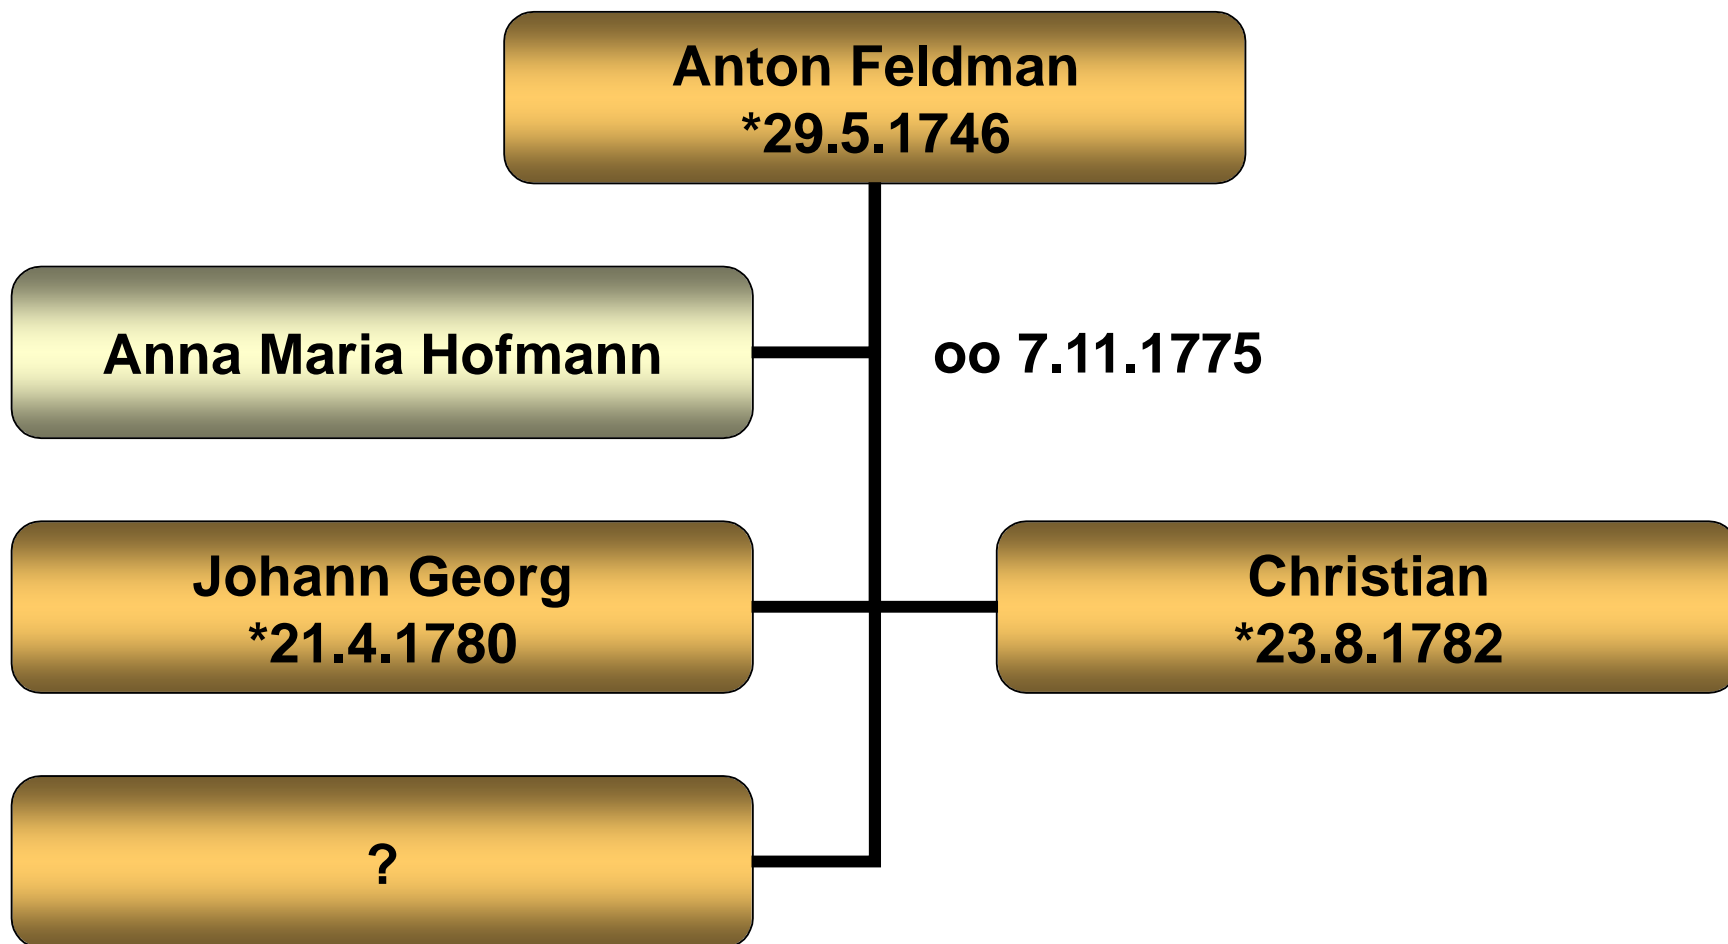 Anton Feldman
*29.5.1746
Anna Maria Hofmann
oo 7.11.1775
Johann Georg
*21.4.1780
Christian
*23.8.1782
?